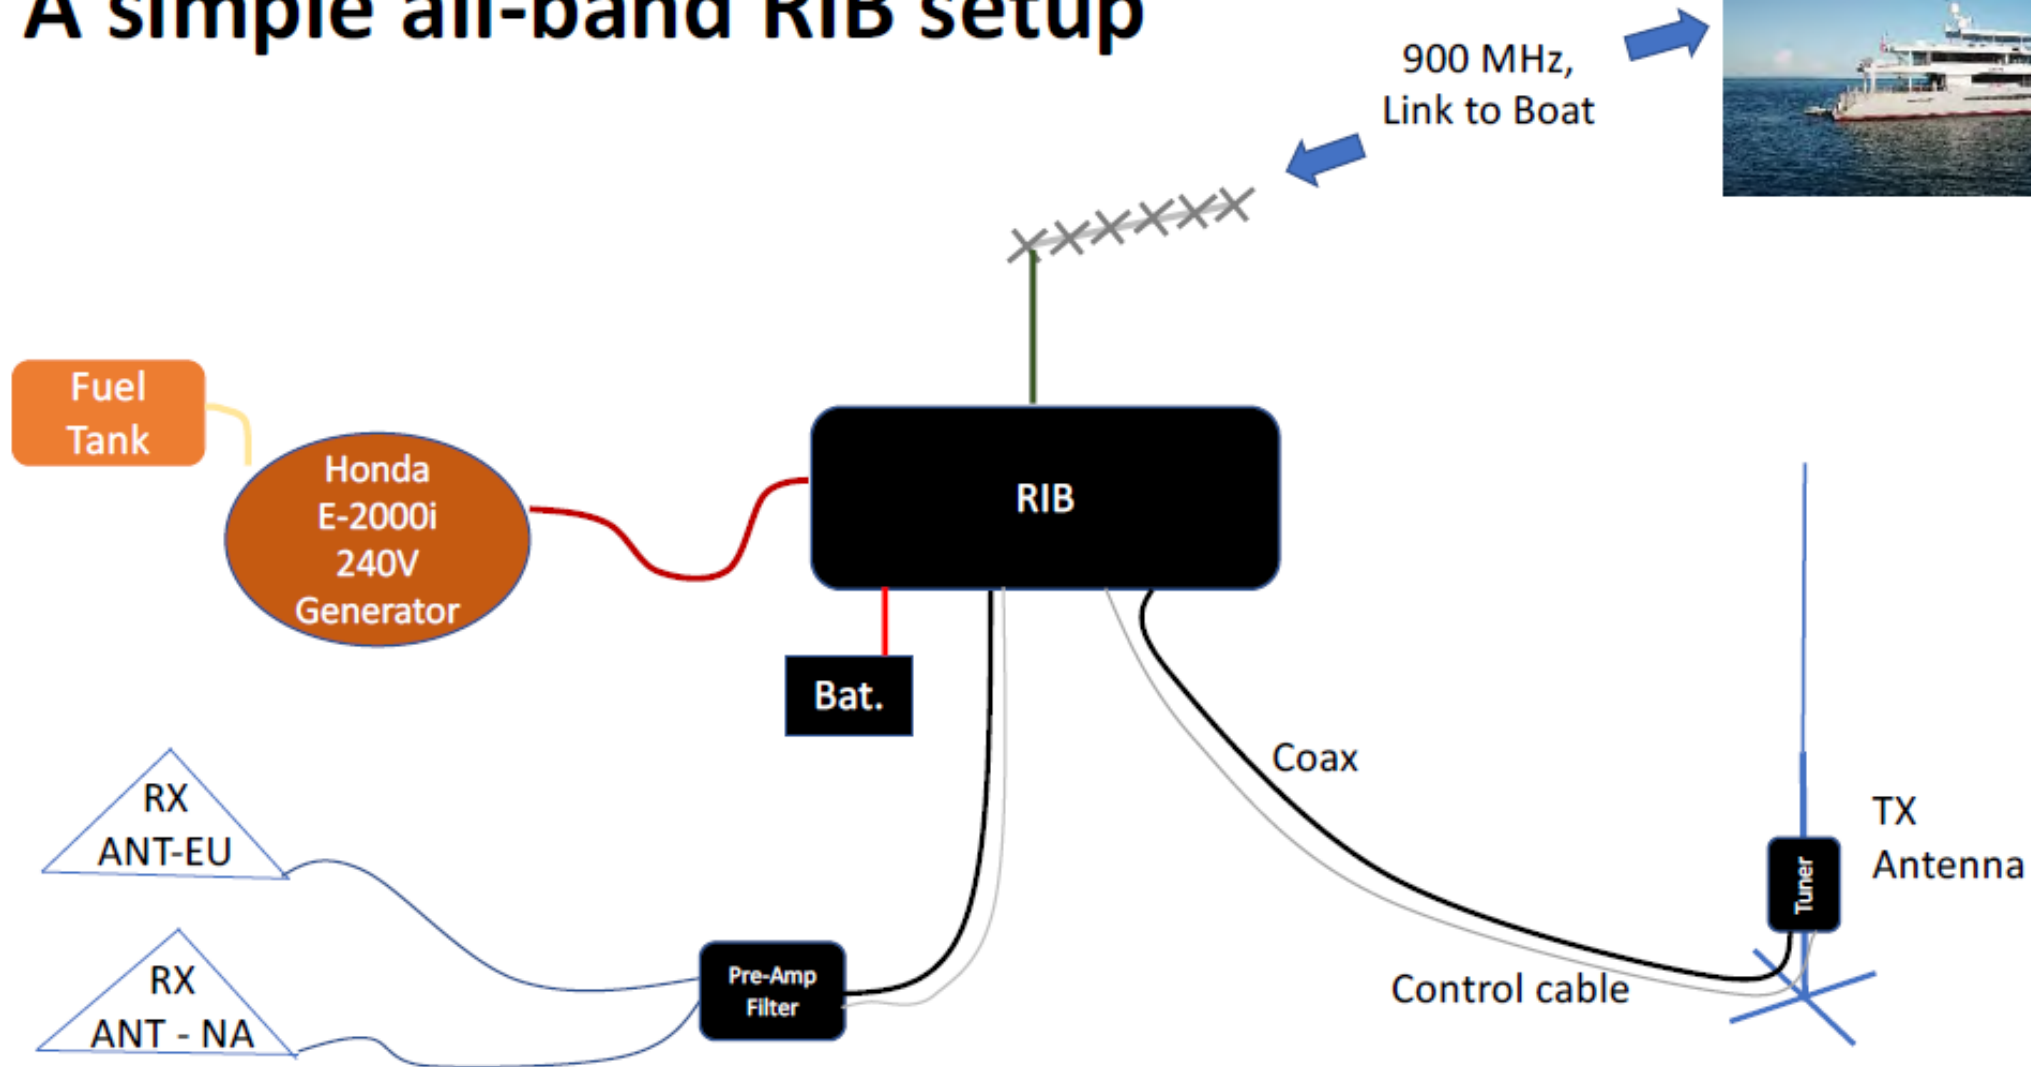 A simple all-band RIB setup
900 MHz,
Link to Boat
Fuel
Tank
Honda
E-2000i
240V
Generator
RIB
Bat.
Coax
RX
ANT-EU
TX
Antenna
Tuner
Pre-Amp
Filter
Control cable
RX
ANT - NA